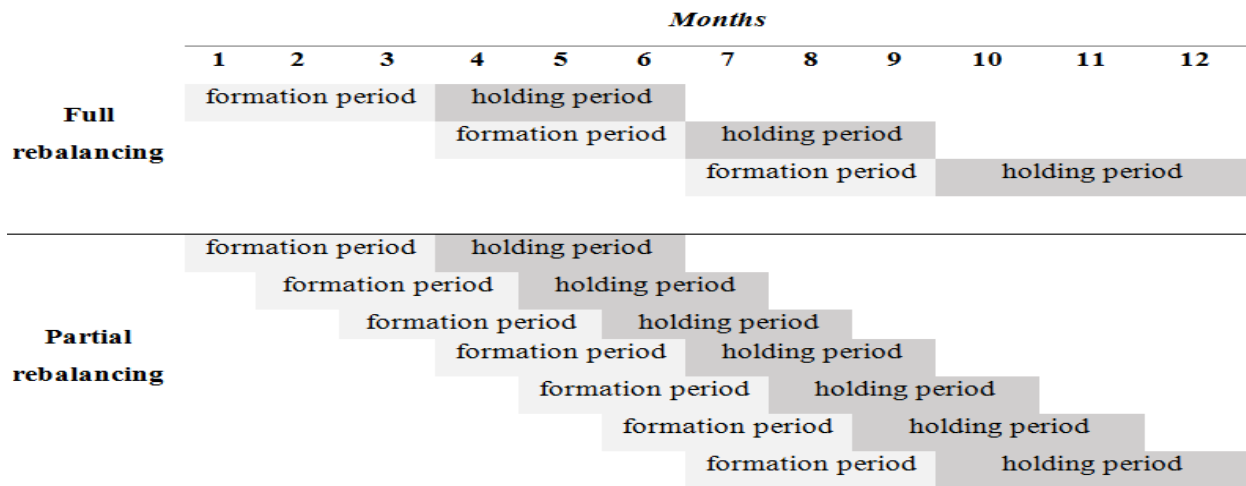 Months
1 2 3 4 5 6 7 8 9 10 11 12
formation period holding period
Full
rebalancing
formation period holding period
formation period holding period
formation period holding period
formation period holding period
formation period holding period
Partial
rebalancing
formation period holding period
formation period holding period
formation period holding period
formation period holding period